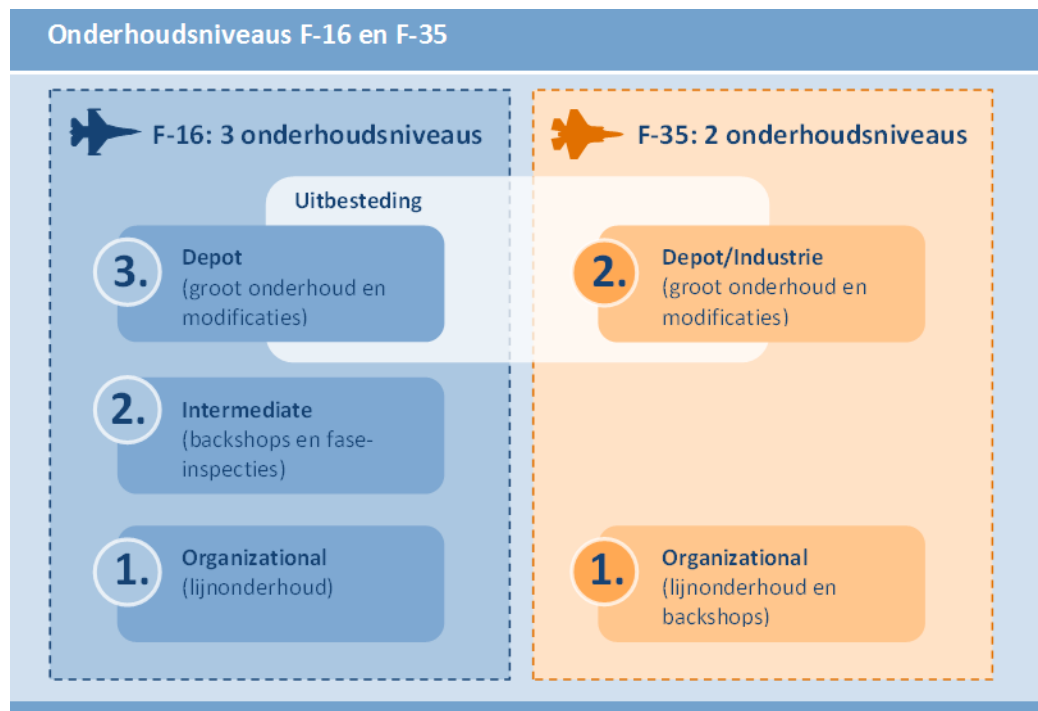 Onderhoudsniveaus F-16 en F-35
F-16: 3 onderhoudsniveaus
Uitbesteding
3.
Depot
(groot onderhoud en
modificaties)
2.
Intermediate
(backshops en fase-
inspecties)
1.
Organizational
(lijnonderhoud)
F-35: 2 onderhoudsniveaus
2.
Depot/Industrie
(groot onderhoud en
modificaties)
1.
Organizational
(lijnonderhoud en
backshops)